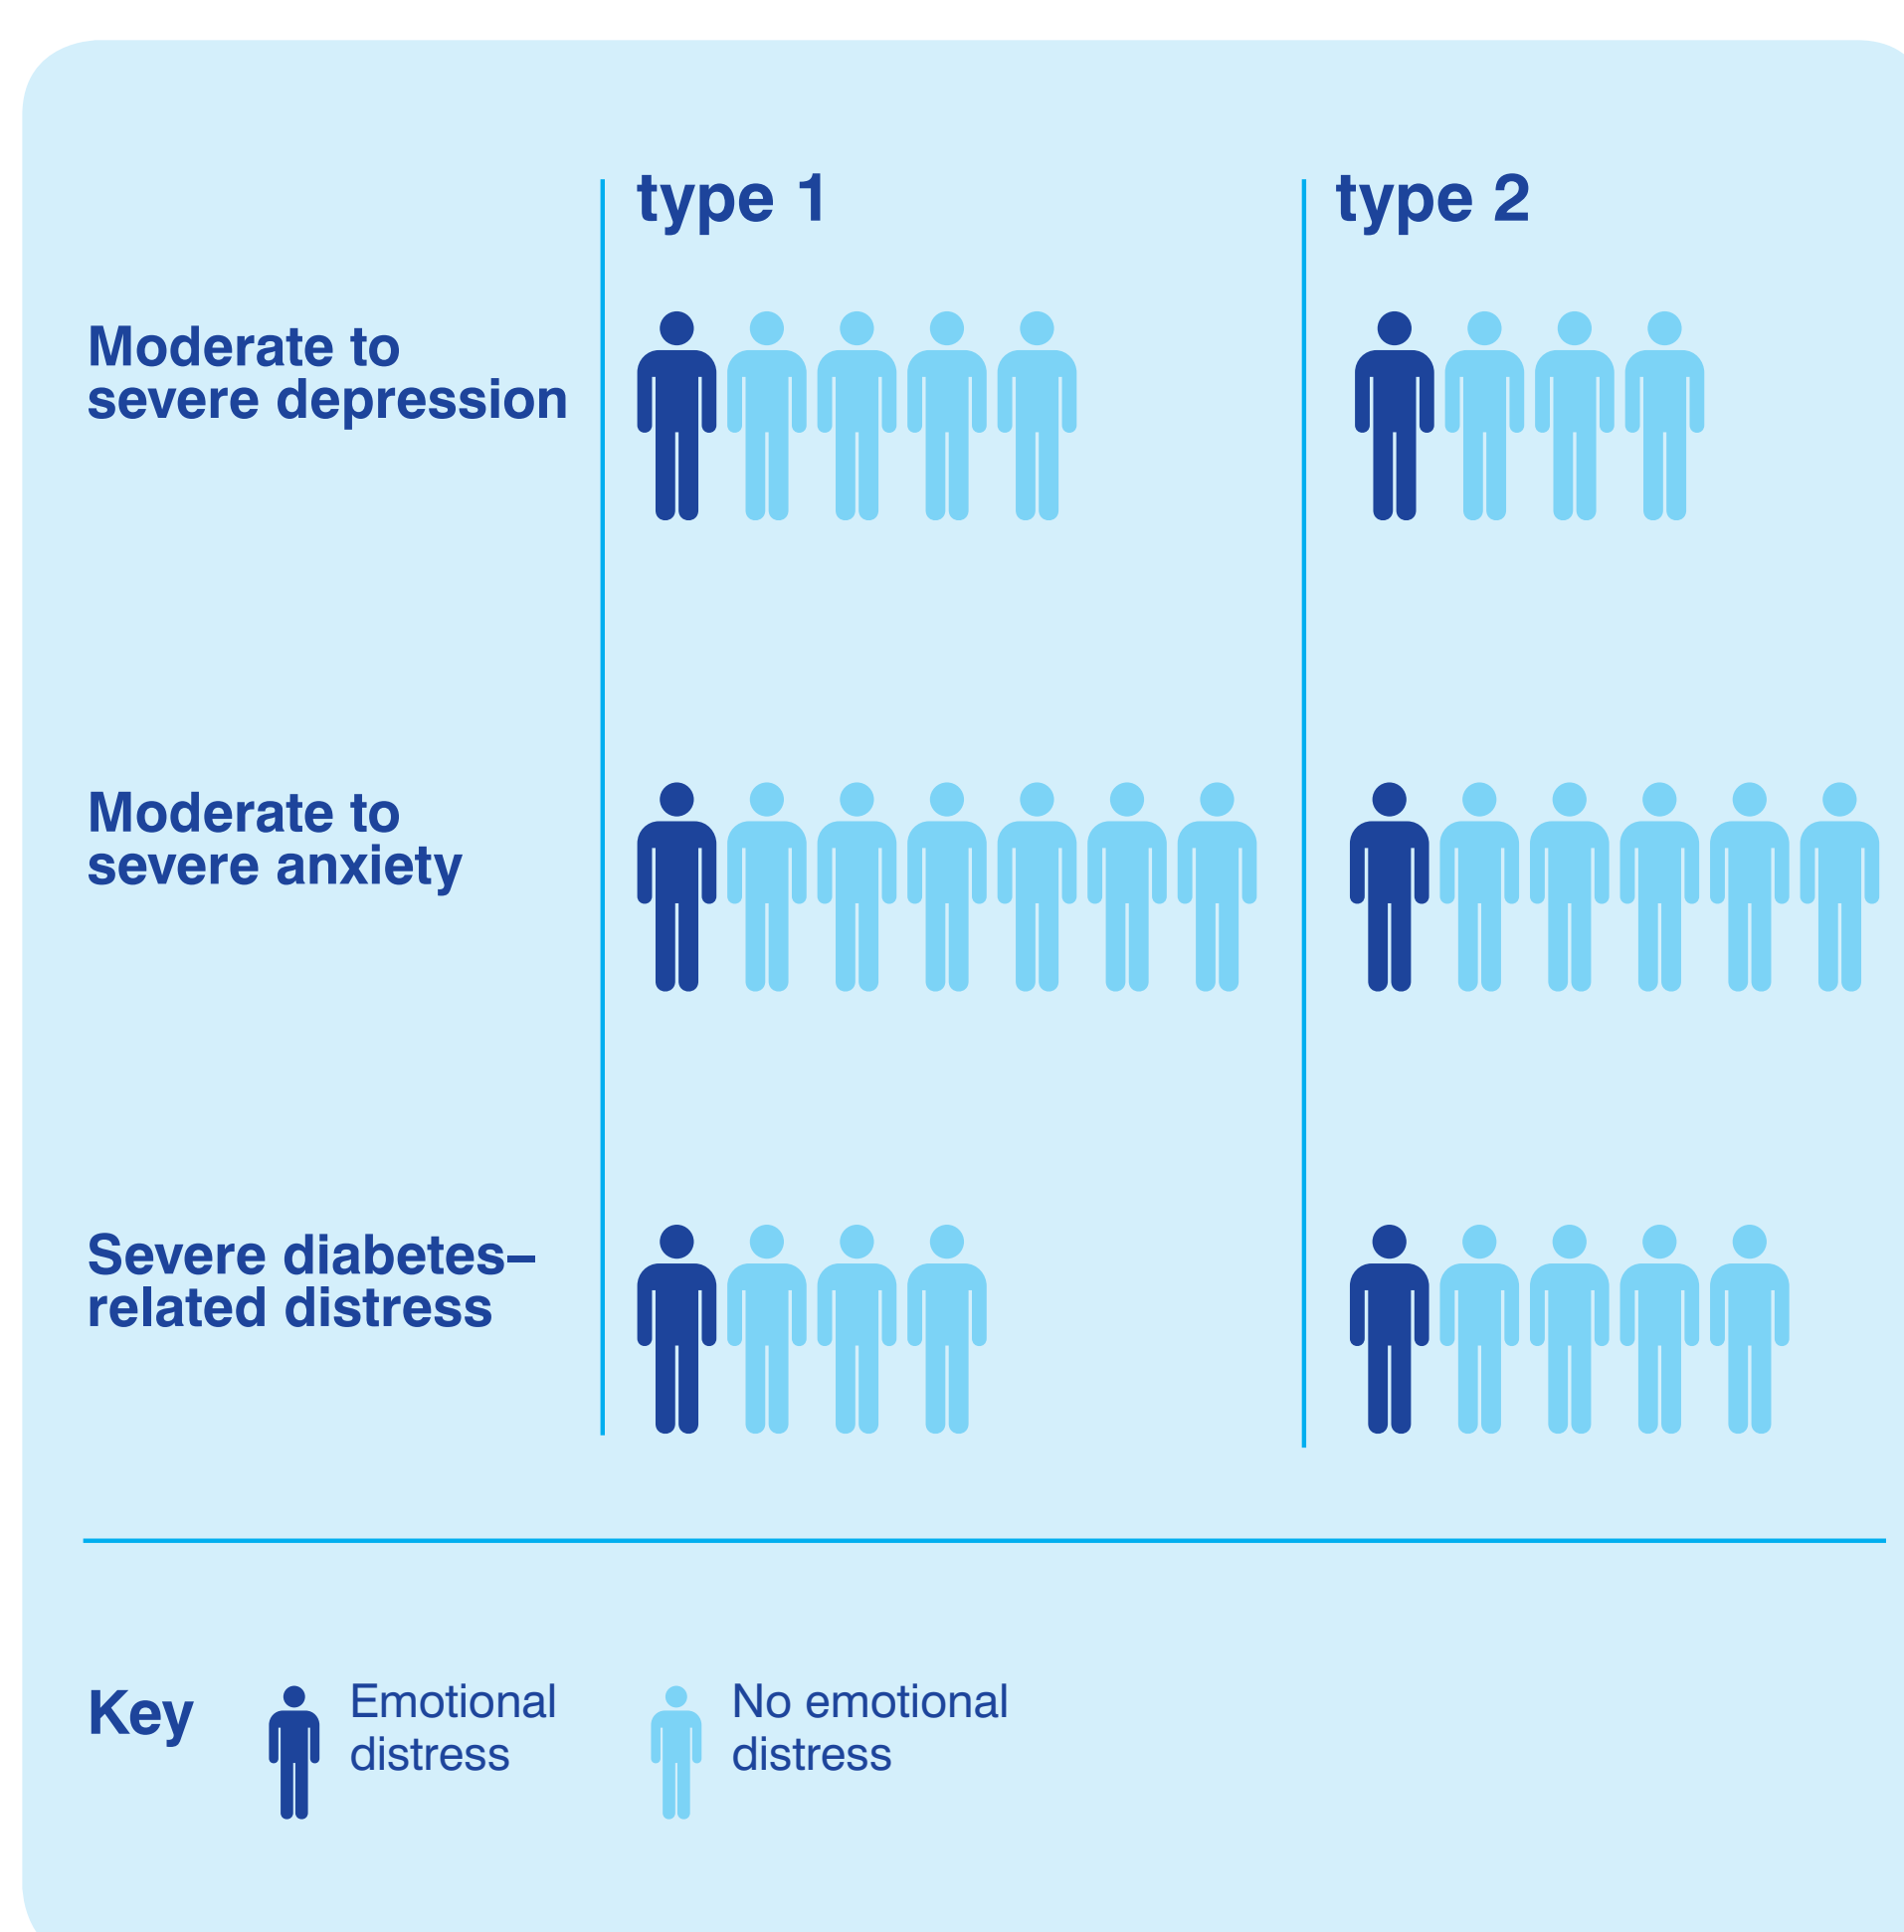 type 1
type 2
Moderate to
severe depression
Moderate to
severe anxiety
Severe diabetes–
related distress
Key
Emotional
distress
No emotional
distress